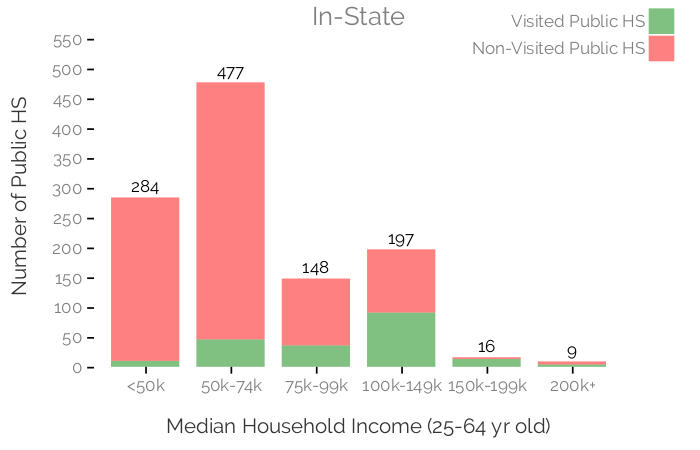 In-State
Visited Public HS
Non-Visited Public HS
Number of Public HS
550
500
450
400
350
300
250
200
150
100
50
0
284
477
148
197
16
9
<50k
50k-74k
75k-99k
100k-149k
150k-199k
200k+
Median Household Income (25-64 yr old)